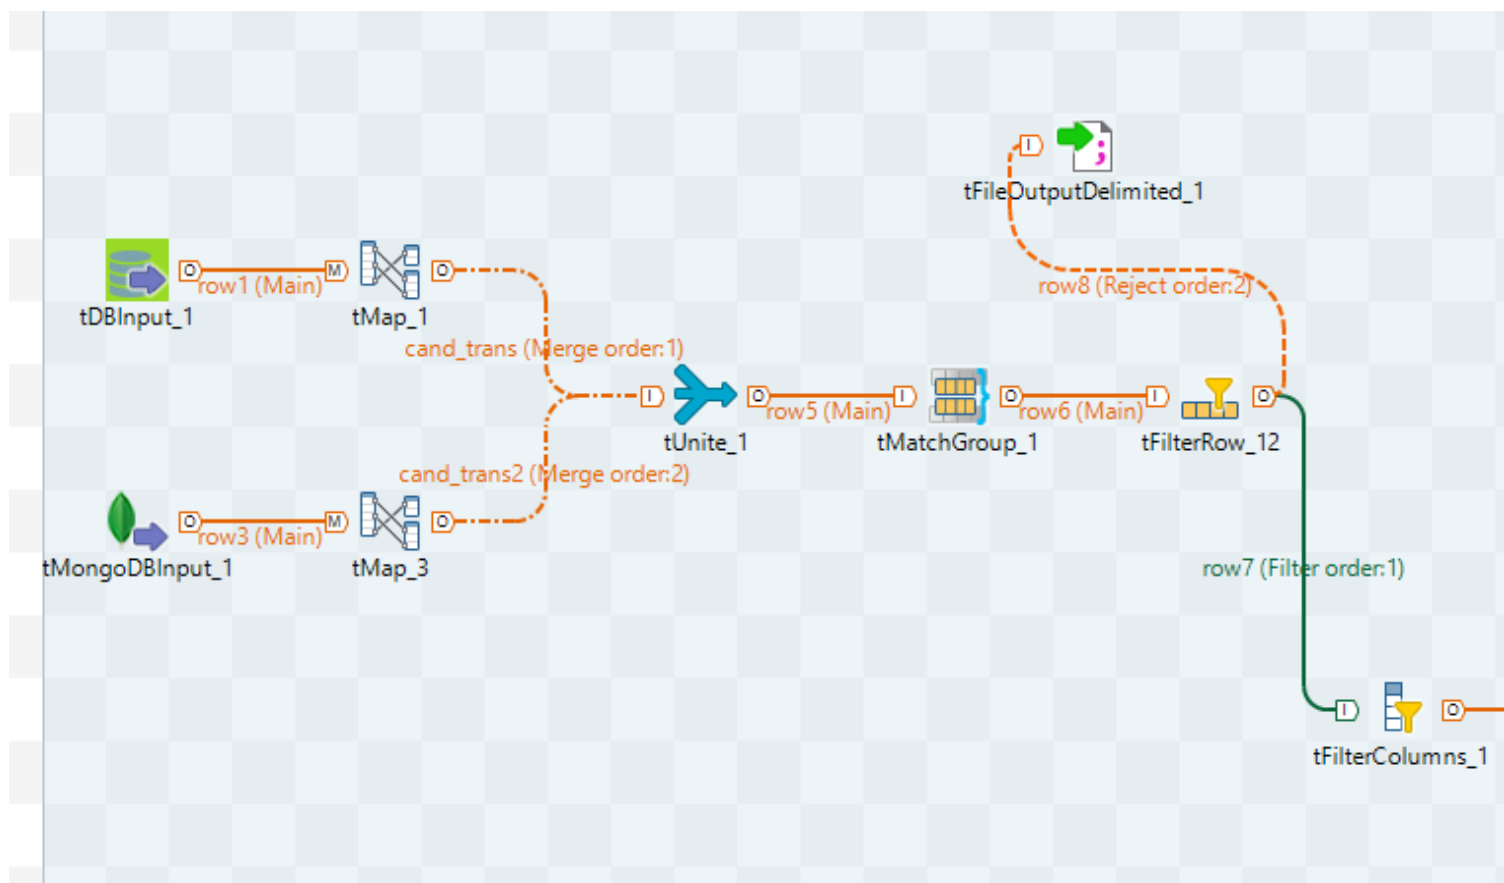 tFileOutputDelimited_1
row1 (Main)
row8 (Reject order:2)
tDBInput_1
tMap_1
cand_trans (Merge order:1)
row5 (Main)
row6 (Main)
tUnite_1
tMatchGroup_1
tFilterRow_12
cand_trans2 (Merge order:2)
row3 (Main)
tMongoDBInput_1
tMap_3
row7 (Filter order:1)
tFilterColumns_1